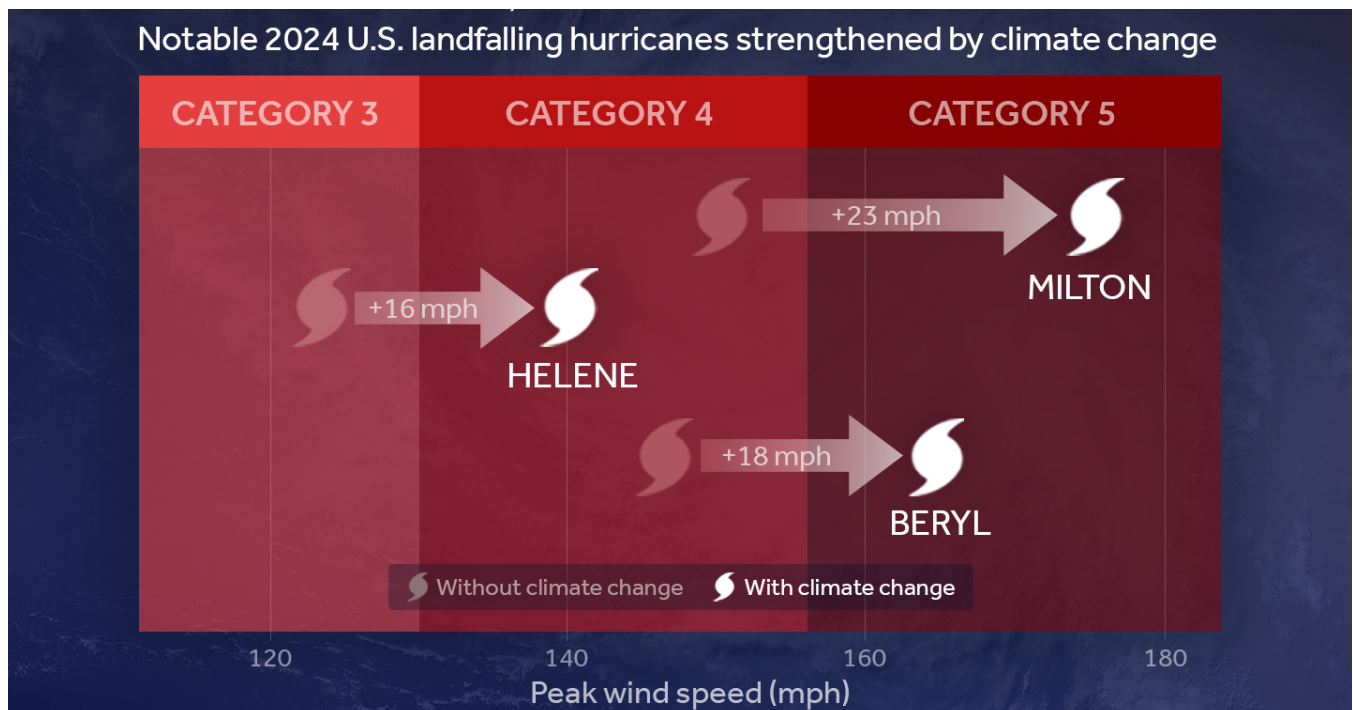 Notable 2024 U.S. landfalling hurricanes strengthened by climate change
CATEGORY 3
CATEGORY 4
CATEGORY 5
+23 mph
MILTON
+16 mph
HELENE
+18 mph
BERYL
Without climate change
With climate change
120
140
160
180
Peak wind speed (mph)